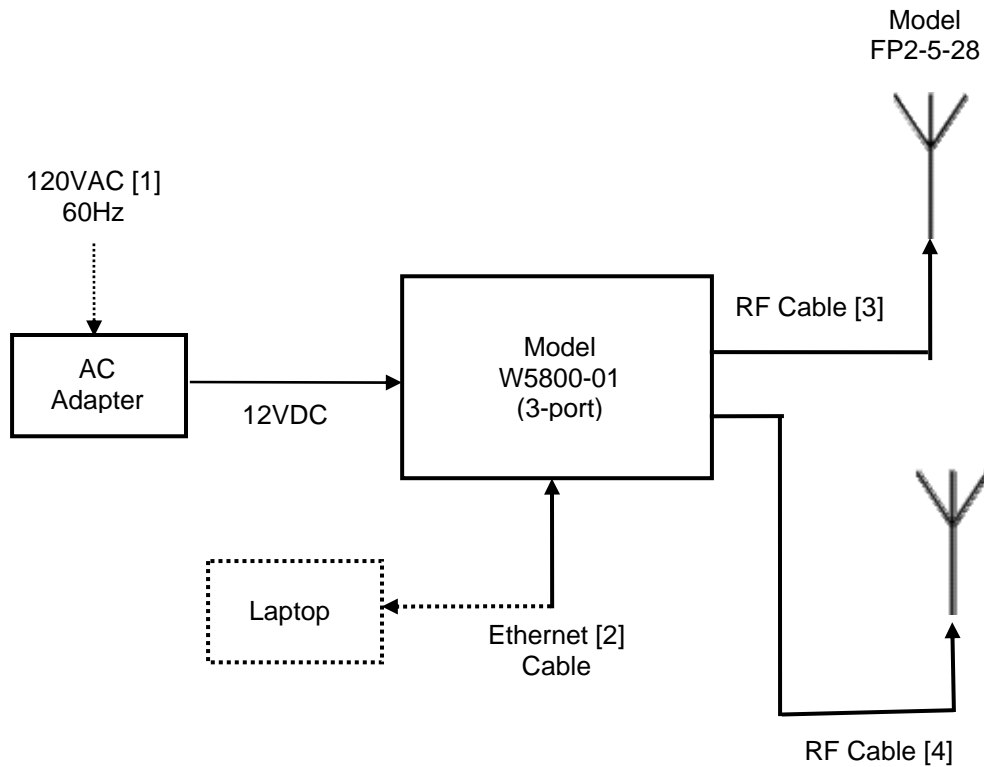 Model
FP2-5-28
120VAC [1]
60Hz
RF Cable [3]
AC
Adapter
12VDC
Model
W5800-01
(3-port)
Laptop
Ethernet [2]
Cable
RF Cable [4]